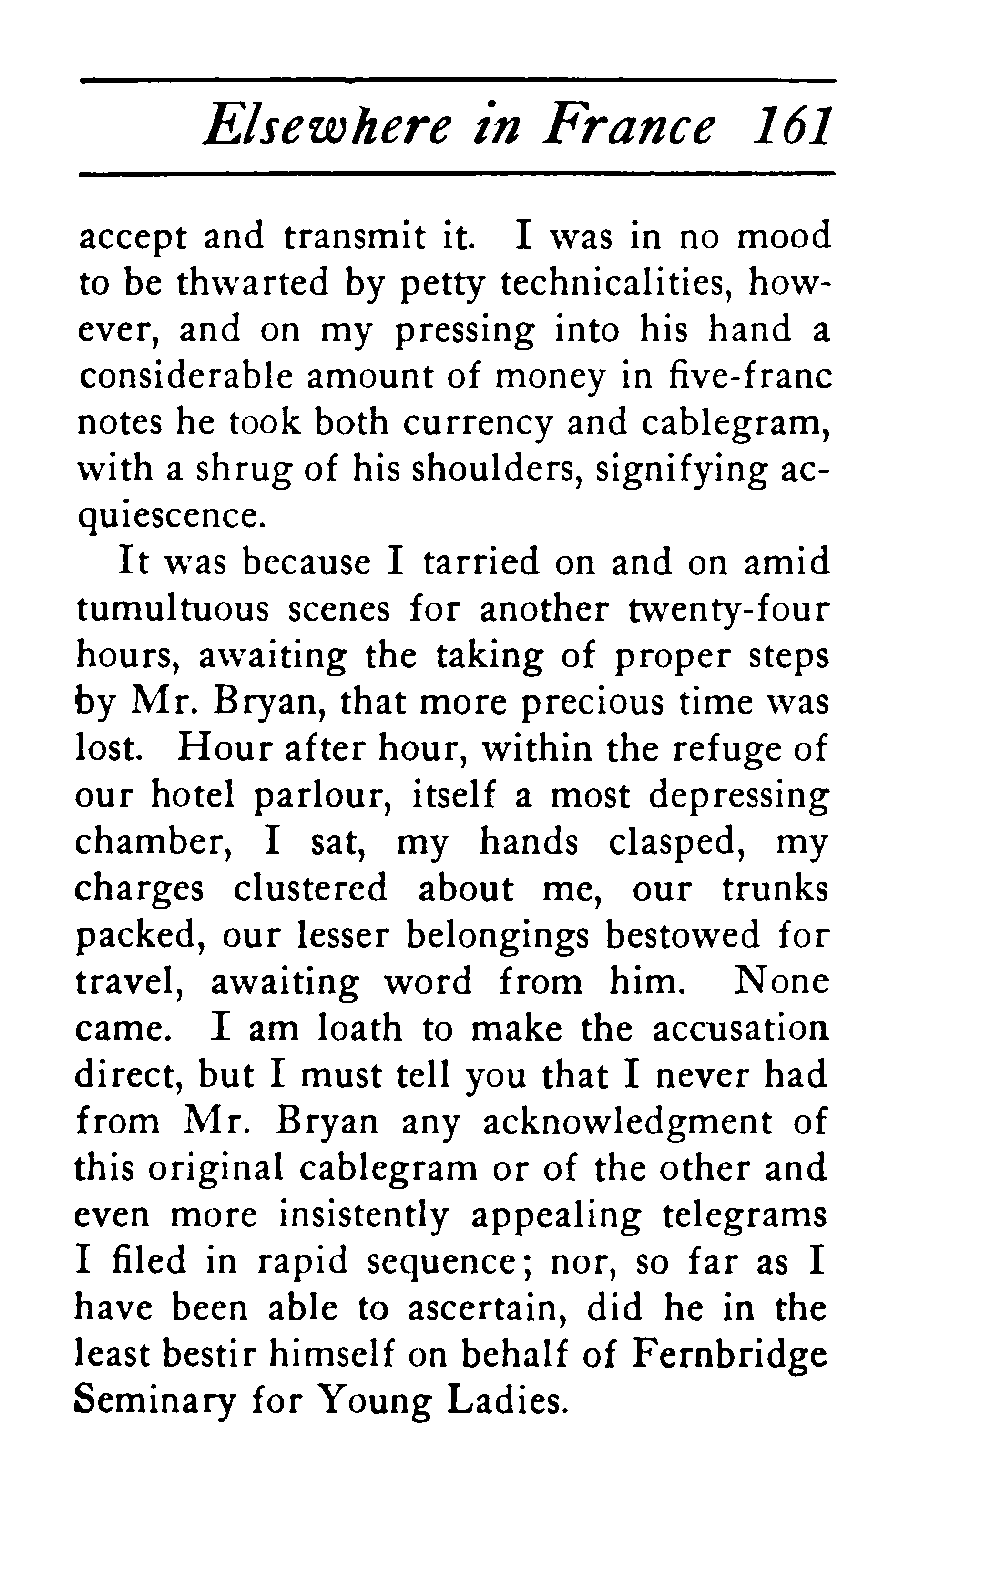 Elsewhere in France 161
accept and transmit it. I was in no mood
to be thwarted by petty technicalities, how-
ever, and on my pressing into his hand a
considerable amount of money in five-franc
notes he took both currency and cablegram,
with a shrug of his shoulders, signifying ac-
quiescence.
It was because I tarried on and on amid
tumultuous scenes for another twenty-four
hours, awaiting the taking of proper steps
by Mr. Bryan, that more precious time was
lost. Hour after hour, within the refuge of
our hotel parlour, itself a most depressing
chamber, I sat, my hands clasped, my
charges clustered about me, our trunks
packed, our lesser belongings bestowed for
travel, awaiting word from him. None
came. I am loath to make the accusation
direct, but I must tell you that I never had
from Mr. Bryan any acknowledgment of
this original cablegram or of the other and
even more insistently appealing telegrams
I filed in rapid sequence; nor, so far as I
have been able to ascertain, did he in the
least bestir himself on behalf of Fernbridge
Seminary for Young Ladies.